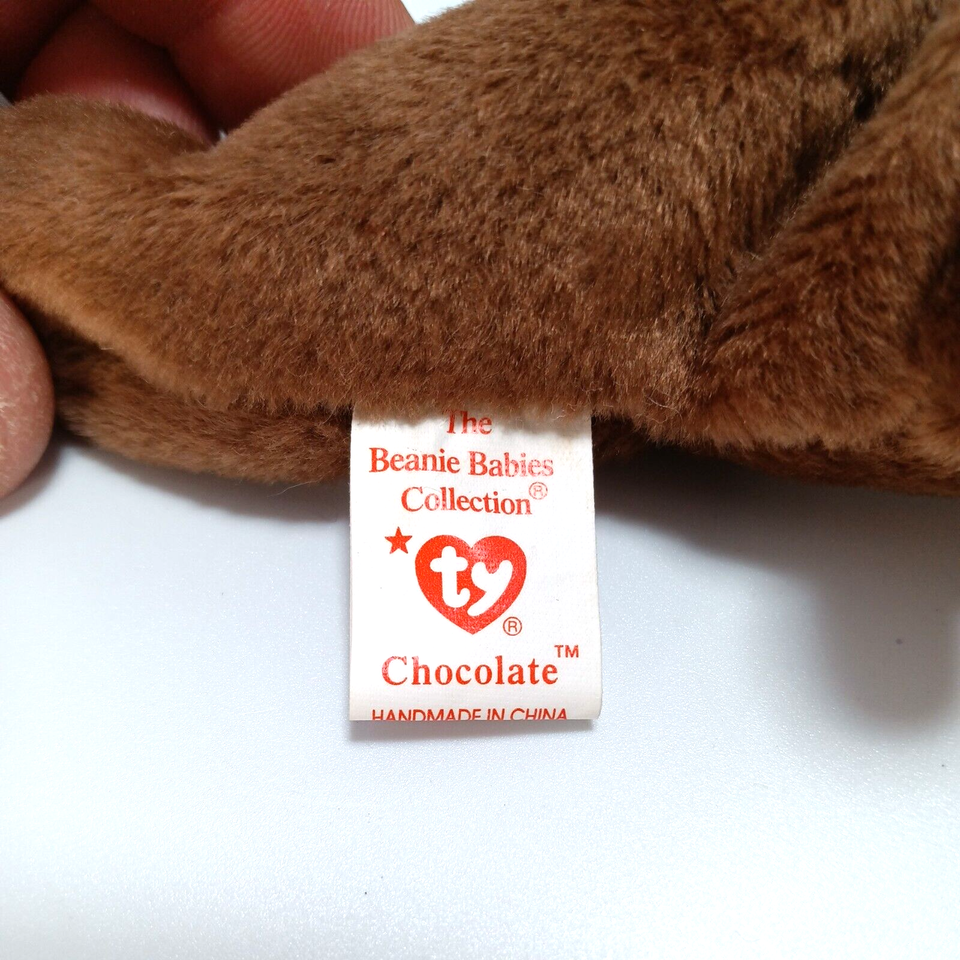 The
Beanie Babies
Collection®
★ ty®
Chocolate™
HANDMADE IN CHINA